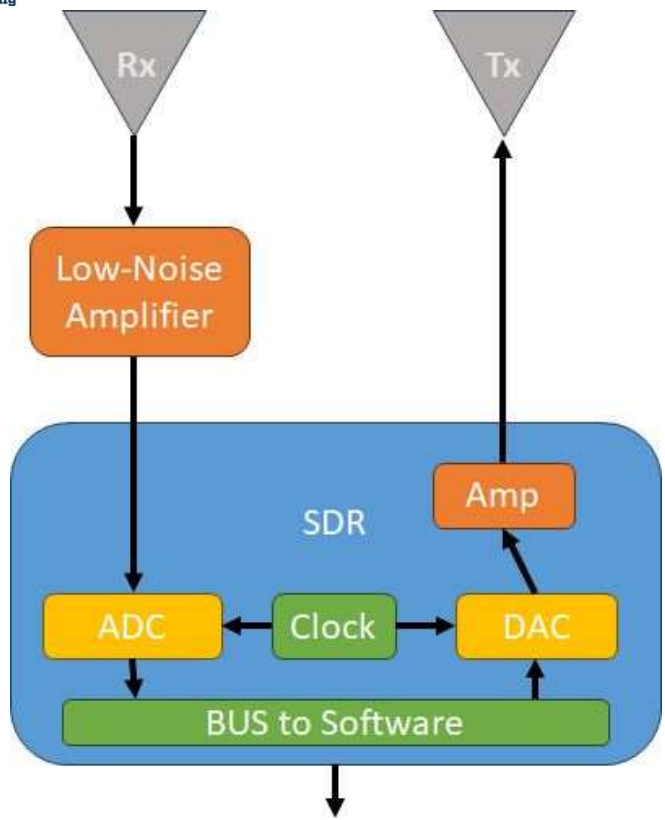 Rx
Tx
Low-Noise
Amplifier
Amp
SDR
ADC
Clock
DAC
BUS to Software